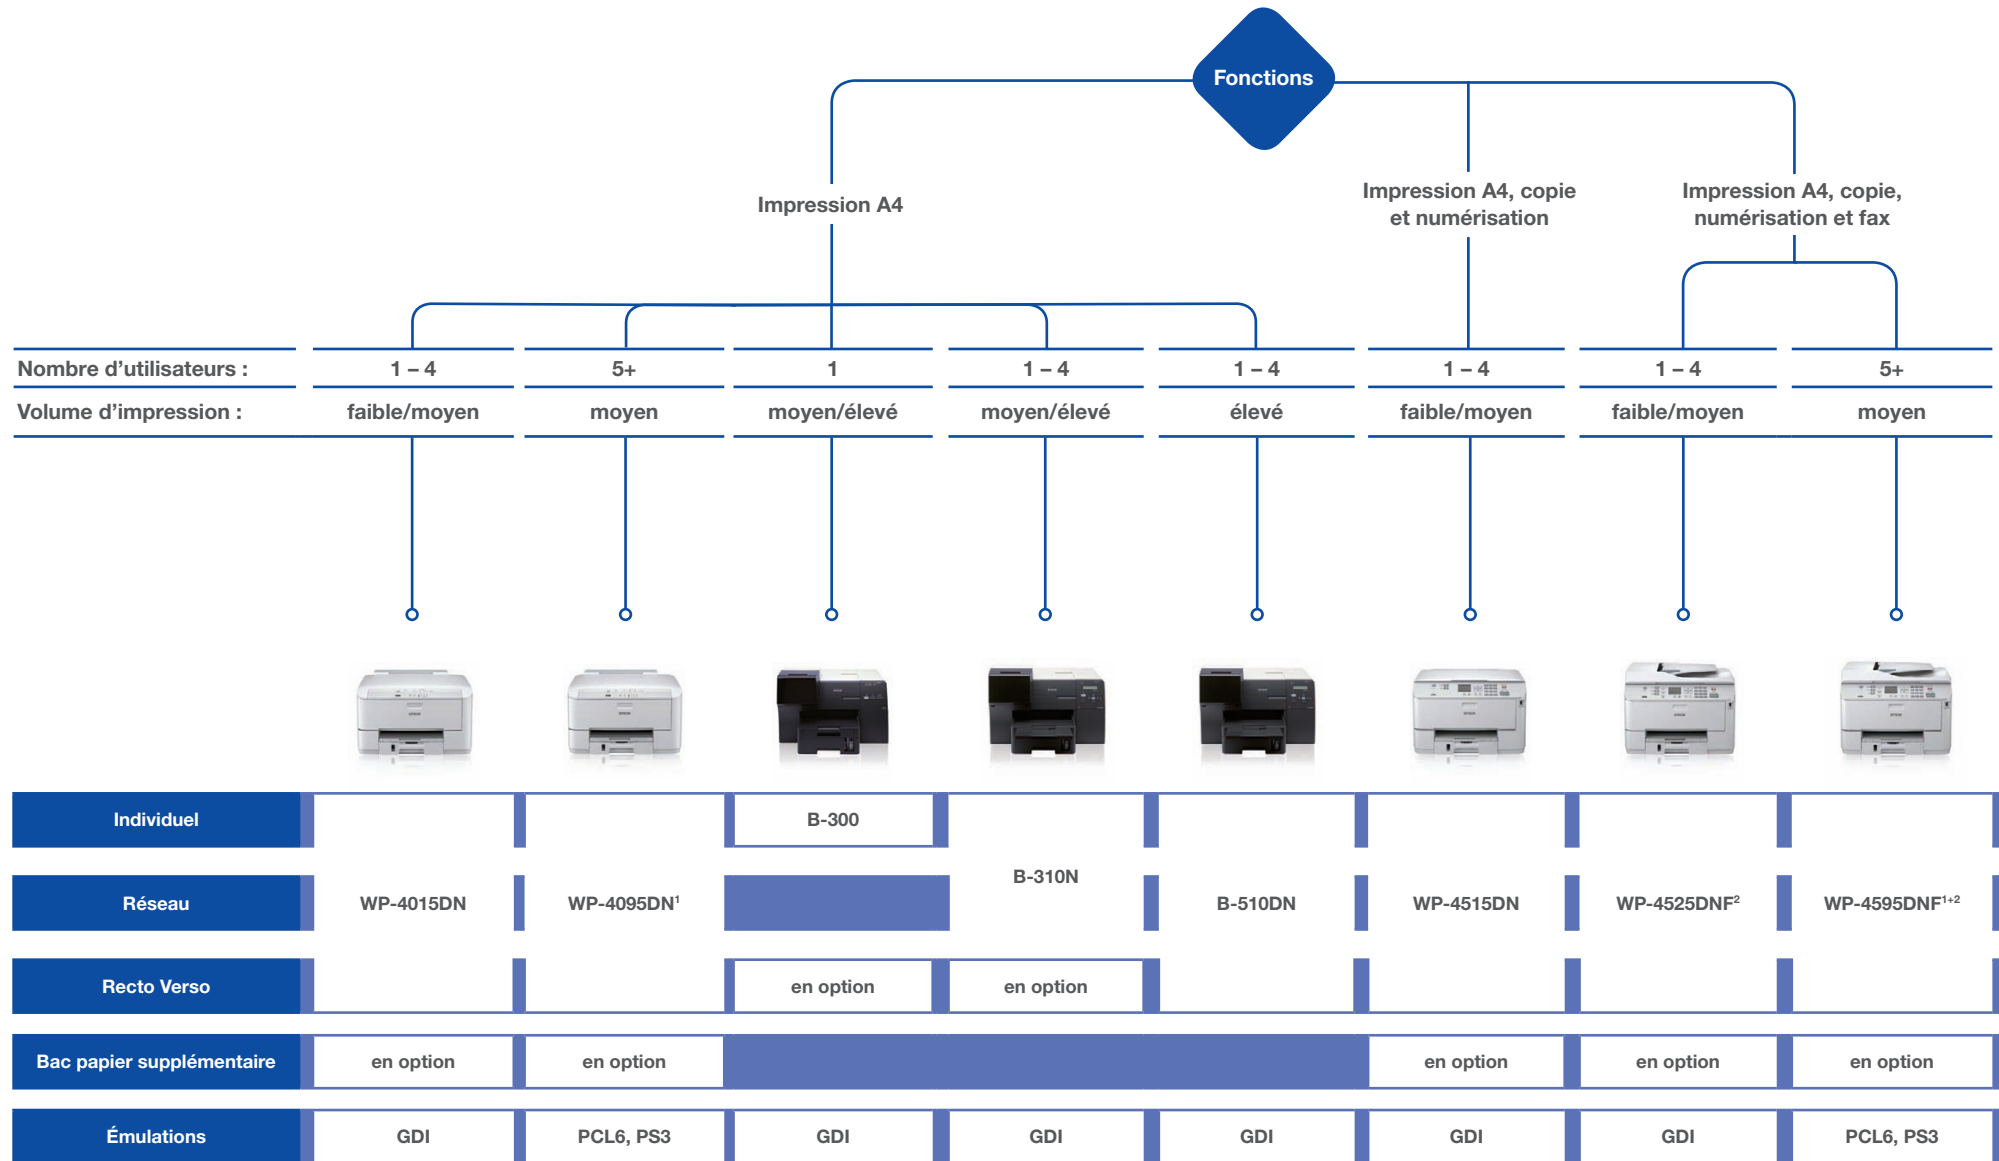 Fonctions
Impression A4
Impression A4, copie
et numérisation
Impression A4, copie,
numérisation et fax
Nombre d’utilisateurs : 1 – 4 5+ 1 1 – 4 1 – 4 1 – 4 1 – 4 5+
Volume d’impression : faible/moyen moyen moyen/élevé moyen/élevé élevé faible/moyen faible/moyen moyen
Individuel B-300
B-310N
Réseau WP-4015DN WP-4095DN¹ B-510DN WP-4515DN WP-4525DNF² WP-4595DNF¹⁺²
Recto Verso en option en option
Bac papier supplémentaire en option en option en option en option en option
Émulations GDI PCL6, PS3 GDI GDI GDI GDI GDI PCL6, PS3